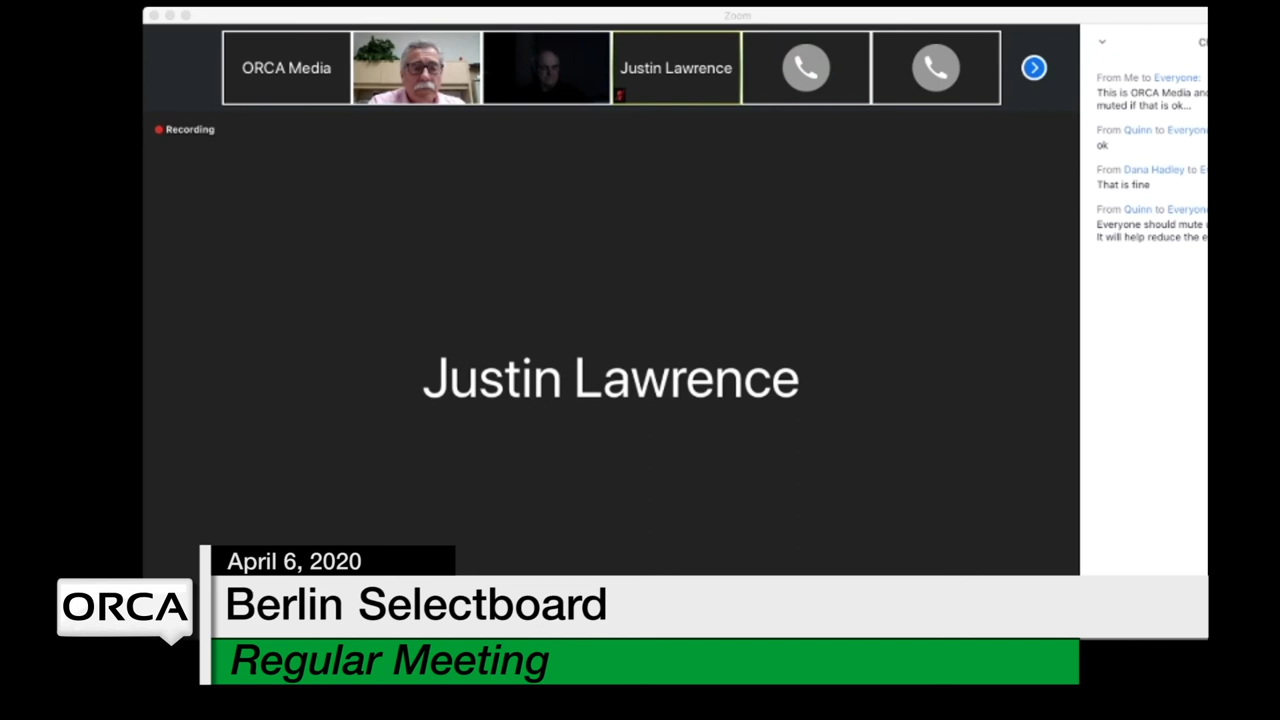 Zoom
ORCA Media
Justin Lawrence
Recording
From Me to Everyone:
This is ORCA Media and
muted if that is ok...
From Quinn to Everyone
ok
From Dana Hadley to
That is fine
From Quinn to Everyone
Everyone should mute
It will help reduce the
Justin Lawrence
April 6, 2020
ORCA
Berlin Selectboard
Regular Meeting